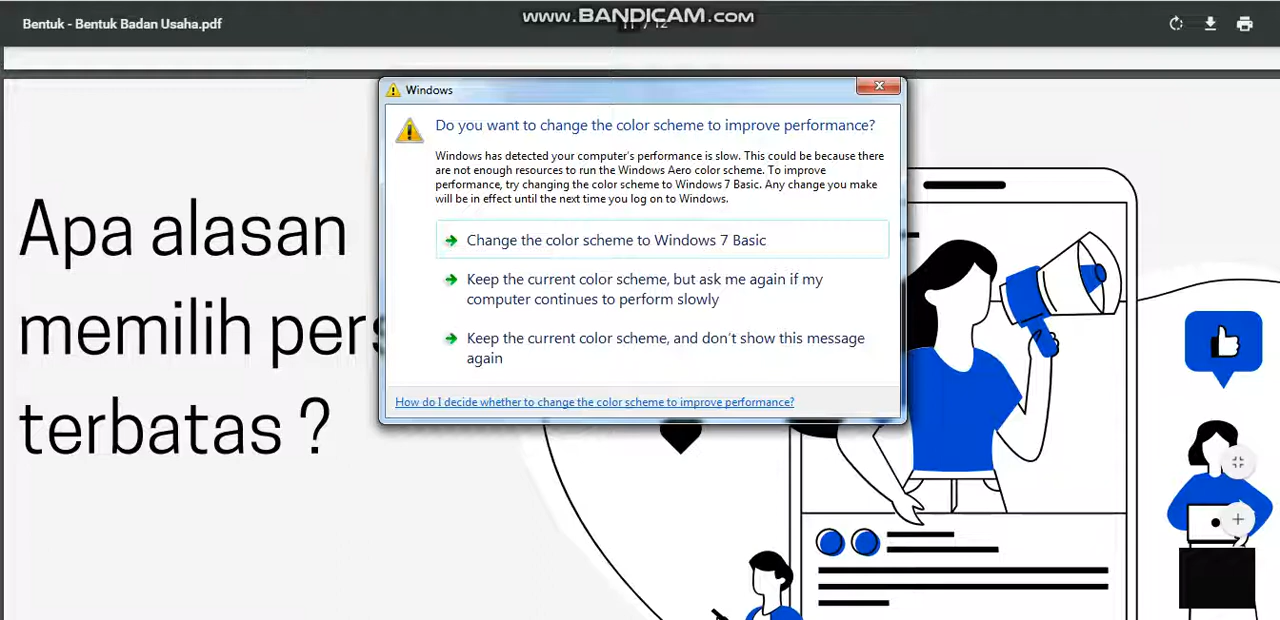 Bentuk - Bentuk Badan Usaha.pdf
www.BANDICAM.com
11 / 12
Windows
Do you want to change the color scheme to improve performance?
Windows has detected your computer's performance is slow. This could be because there
are not enough resources to run the Windows Aero color scheme. To improve
performance, try changing the color scheme to Windows 7 Basic. Any change you make
will be in effect until the next time you log on to Windows.
Change the color scheme to Windows 7 Basic
Keep the current color scheme, but ask me again if my
computer continues to perform slowly
Keep the current color scheme, and don't show this message
again
How do I decide whether to change the color scheme to improve performance?
Apa alasan
memilih pers
terbatas ?